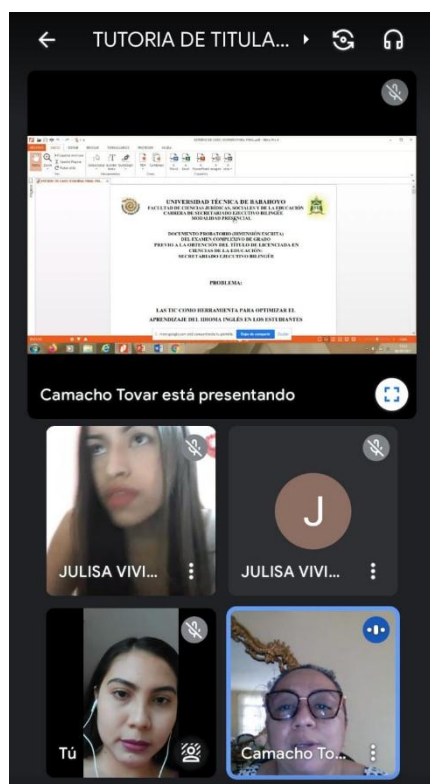 TUTORIA DE TITULA...
UNIVERSIDAD TÉCNICA DE BABAHOYO
FACULTAD DE CIENCIAS JURÍDICAS, SOCIALES Y DE LA EDUCACIÓN
CARRERA DE SECRETARIADO EJECUTIVO BILINGÜE
MODALIDAD PRESENCIAL
DOCUMENTO PROBATORIO (DIMENSIÓN ESCRITA)
DEL EXAMEN COMPLEXIVO DE GRADO
PREVIO A LA OBTENCIÓN DEL TÍTULO DE LICENCIADA EN
CIENCIAS DE LA EDUCACIÓN:
SECRETARIADO EJECUTIVO BILINGÜE
PROBLEMA:
LAS TIC COMO HERRAMIENTA PARA OPTIMIZAR EL
APRENDIZAJE DEL IDIOMA INGLÉS EN LOS ESTUDIANTES
Camacho Tovar está presentando
JULISA VIVI...
J
JULISA VIVI...
Tú
Camacho To...